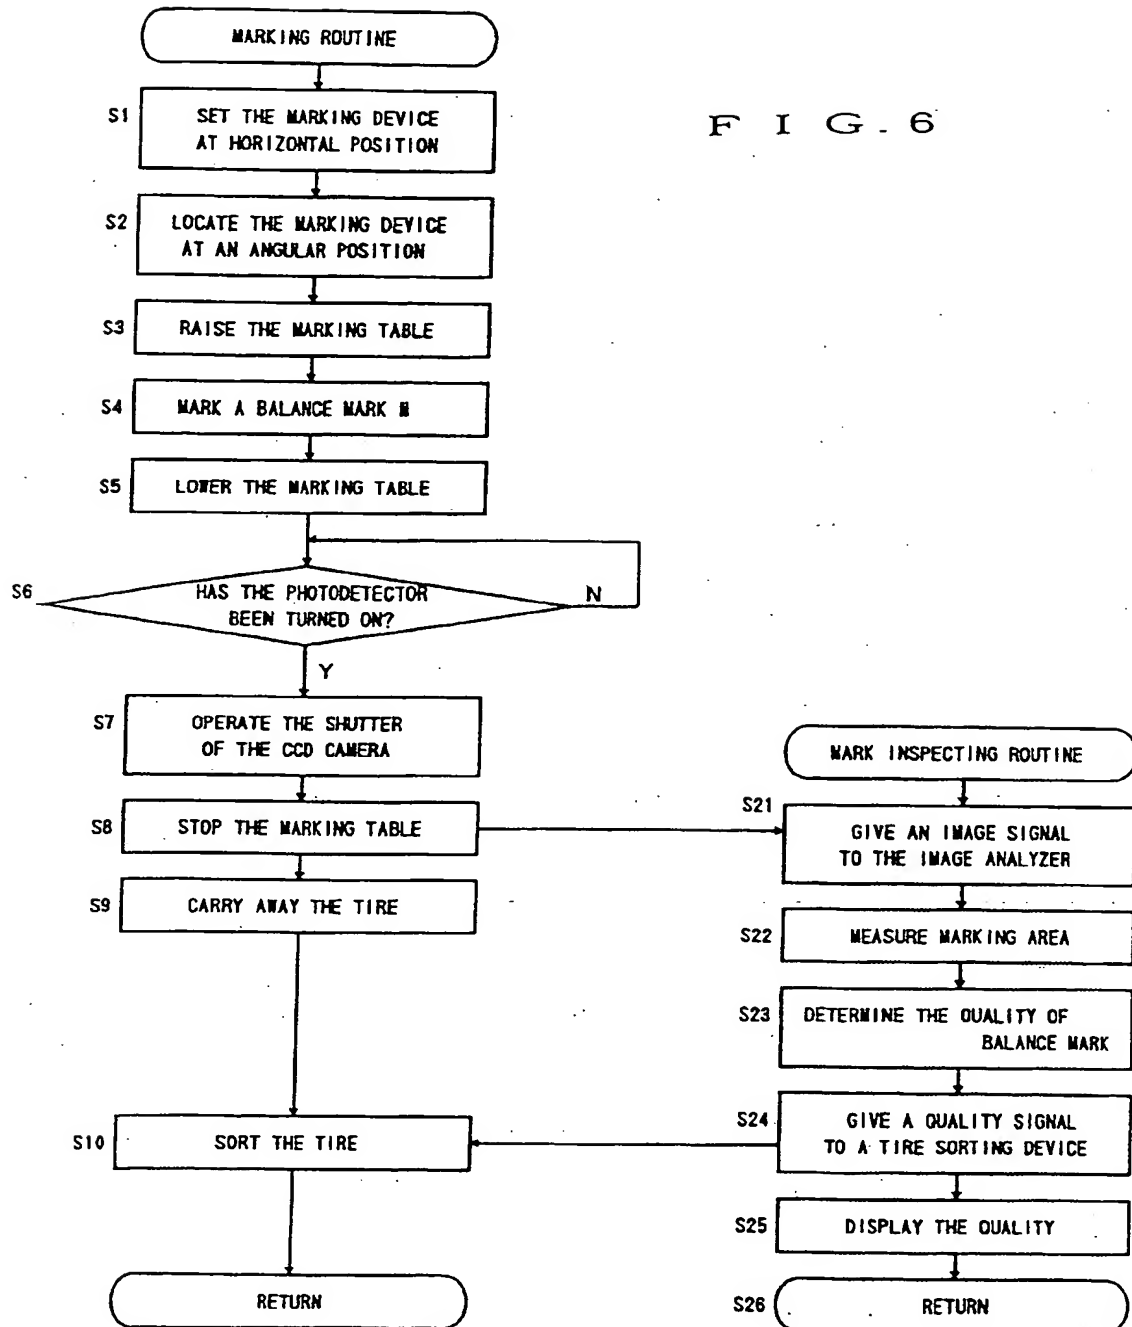 MARKING ROUTINE
FIG.6
S1
SET THE MARKING DEVICE
AT HORIZONTAL POSITION
S2
LOCATE THE MARKING DEVICE
AT AN ANGULAR POSITION
S3
RAISE THE MARKING TABLE
S4
MARK A BALANCE MARK M
S5
LOWER THE MARKING TABLE
S6
HAS THE PHOTODETECTOR
BEEN TURNED ON?
N
Y
S7
OPERATE THE SHUTTER
OF THE CCD CAMERA
S8
STOP THE MARKING TABLE
S9
CARRY AWAY THE TIRE
S10
SORT THE TIRE
RETURN
MARK INSPECTING ROUTINE
S21
GIVE AN IMAGE SIGNAL
TO THE IMAGE ANALYZER
S22
MEASURE MARKING AREA
S23
DETERMINE THE QUALITY OF
BALANCE MARK
S24
GIVE A QUALITY SIGNAL
TO A TIRE SORTING DEVICE
S25
DISPLAY THE QUALITY
S26
RETURN